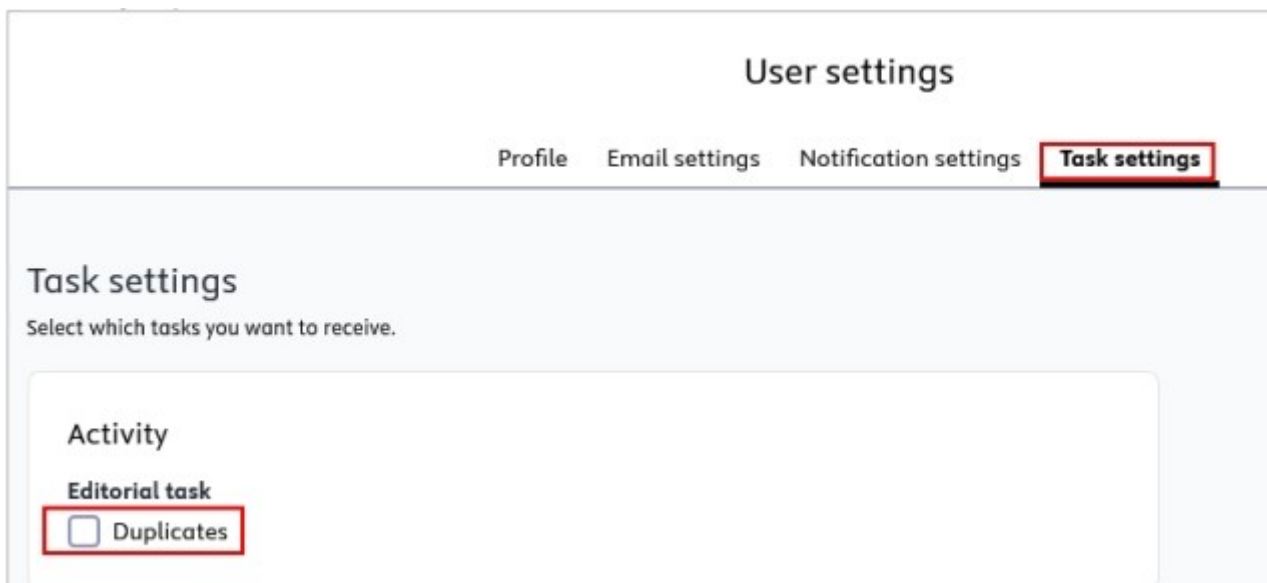 User settings
Profile Email settings Notification settings Task settings
Task settings
Select which tasks you want to receive.
Activity
Editorial task
Duplicates